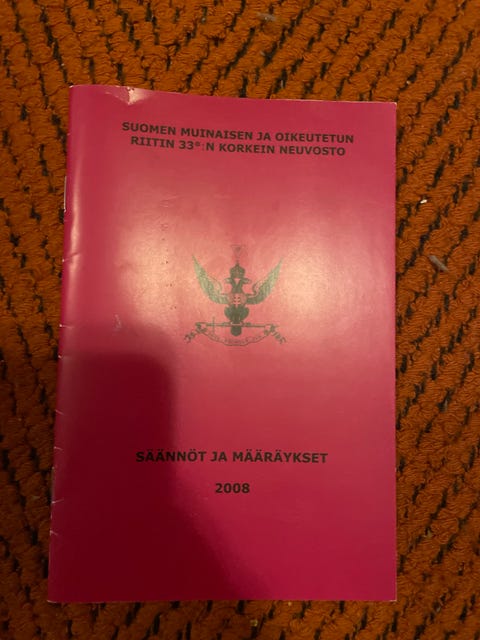 SUOMEN MUINAISEN JA OIKEUTETUN
RIITIN 33°:N KORKEIN NEUVOSTO
SÄÄNNÖT JA MÄÄRÄYKSET
2008